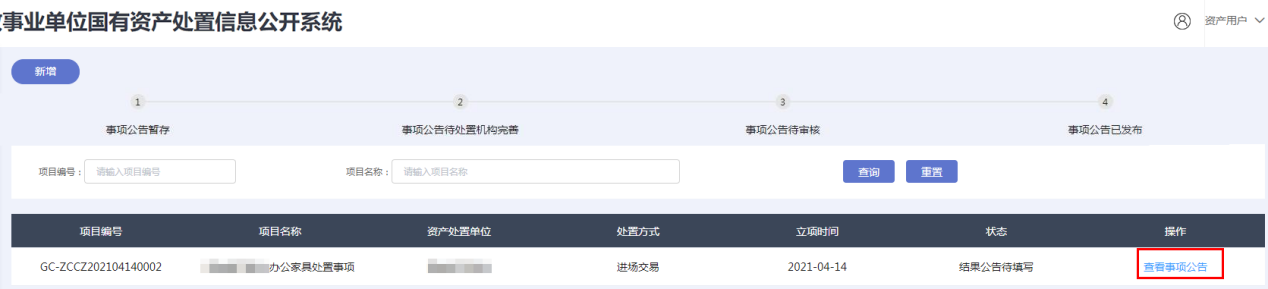 事业单位国有资产处置信息公开系统
资产用户
新增
1 2 3 4
事项公告暂存 事项公告待处置机构完善 事项公告待审核 事项公告已发布
项目编号: 请输入项目编号 项目名称: 请输入项目名称 查询 重置
项目编号 项目名称 资产处置单位 处置方式 立项时间 状态 操作
GC-ZCCZ202104140002 办公家具处置事项 进场交易 2021-04-14 结果公告待填写 查看事项公告